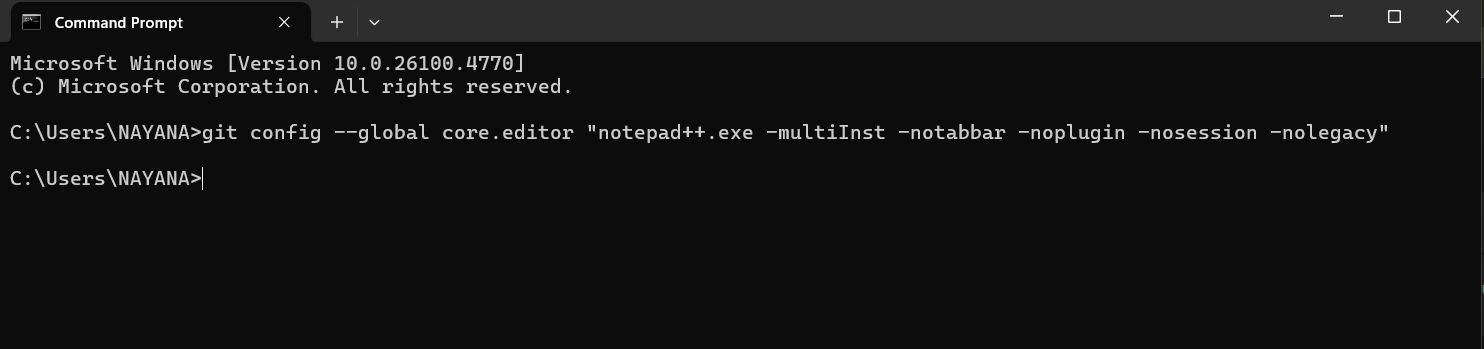 Command Prompt
Microsoft Windows [Version 10.0.26100.4770]
(c) Microsoft Corporation. All rights reserved.
C:\Users\NAYANA>git config --global core.editor "notepad++.exe -multiInst -notabbar -noplugin -nosession -nolegacy"
C:\Users\NAYANA>